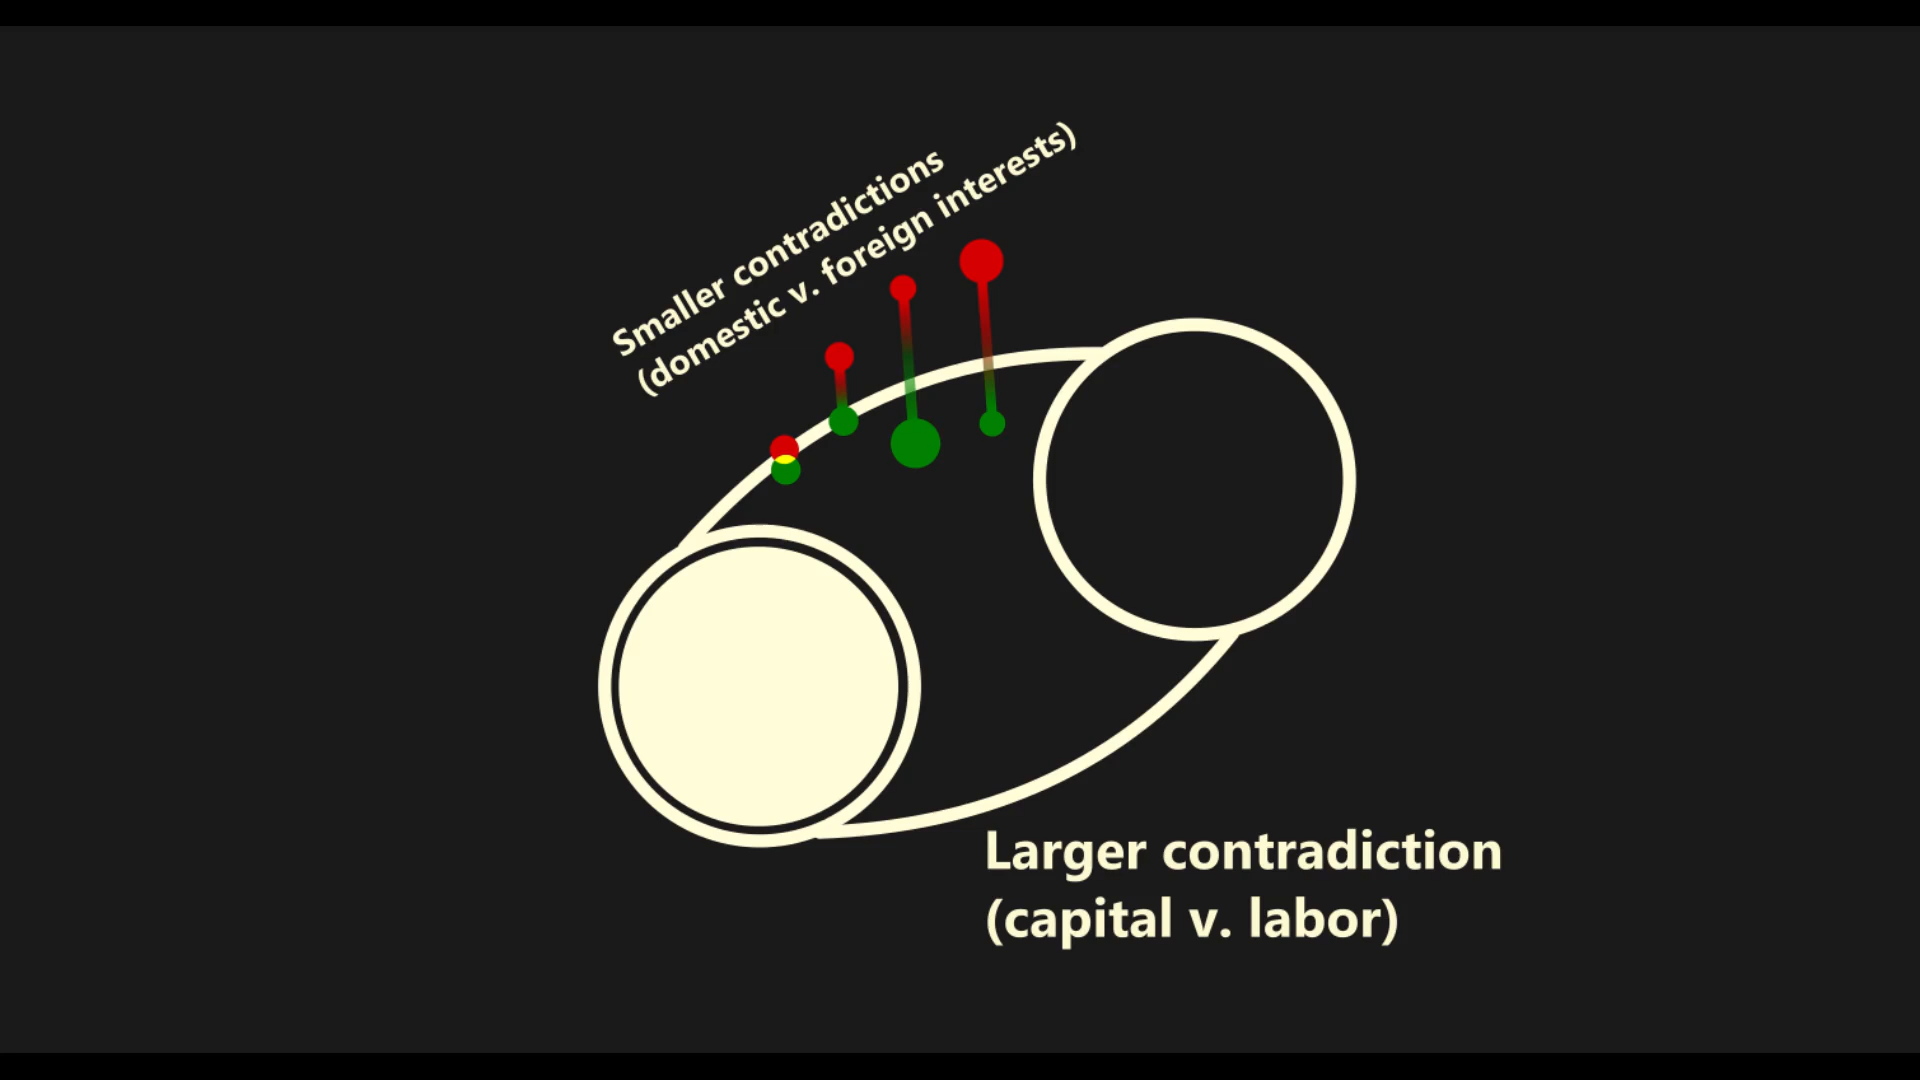 Smaller contradictions
(domestic v. foreign interests)
Larger contradiction
(capital v. labor)